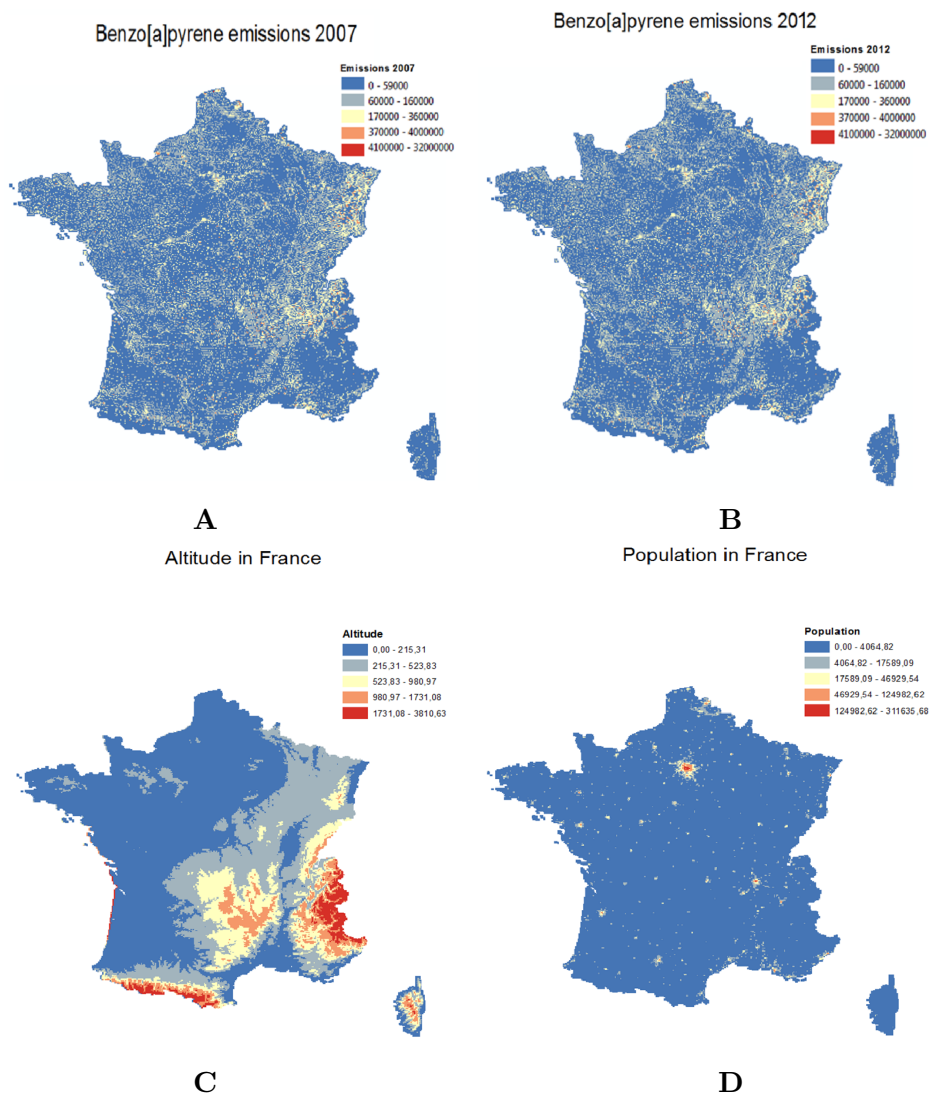 Benzo[a]pyrene emissions 2007
Emissions 2007
0 - 59000
60000 - 160000
170000 - 360000
370000 - 4000000
4100000 - 32000000
A
Benzo[a]pyrene emissions 2012
Emissions 2012
0 - 59000
60000 - 160000
170000 - 360000
370000 - 4000000
4100000 - 32000000
B
Altitude in France
Altitude
0,00 - 215,31
215,31 - 523,83
523,83 - 980,97
980,97 - 1731,08
1731,08 - 3810,63
C
Population in France
Population
0,00 - 4064,82
4064,82 - 17589,09
17589,09 - 46929,54
46929,54 - 124982,62
124982,62 - 311635,68
D